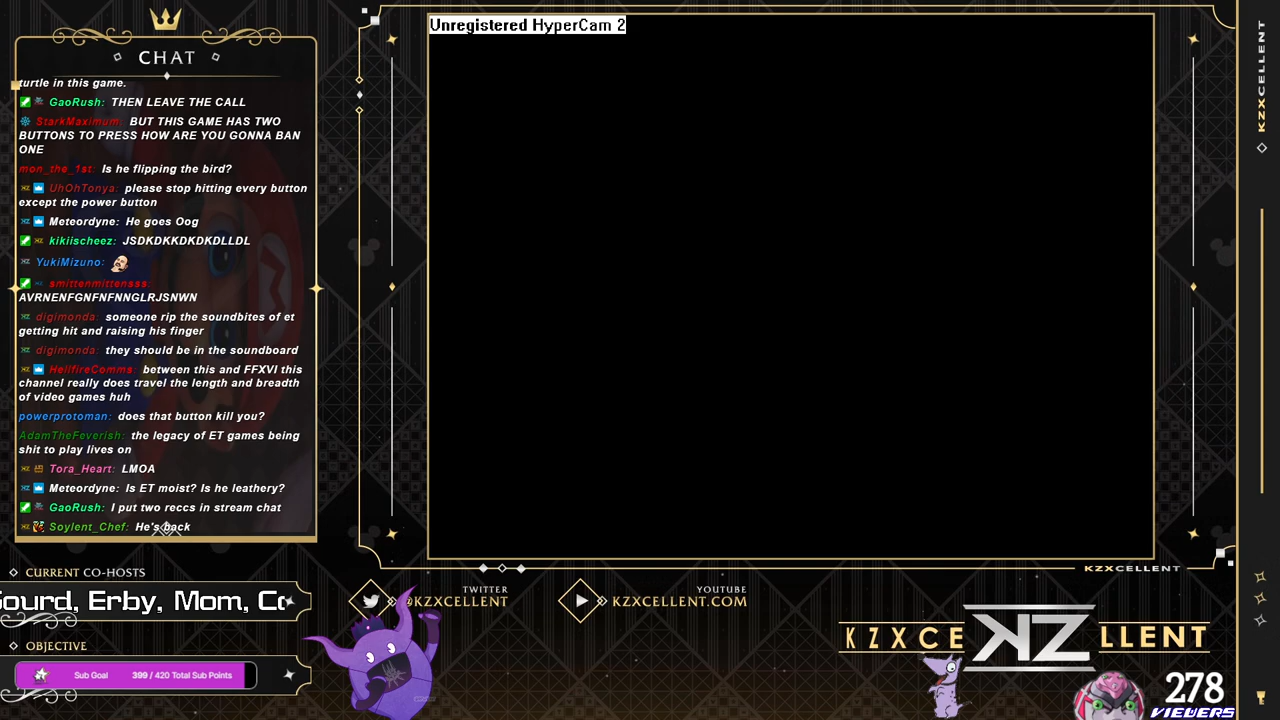 Unregistered HyperCam 2
CHAT
turtle in this game.
GaoRush: THEN LEAVE THE CALL
StarkMaximum: BUT THIS GAME HAS TWO
BUTTONS TO PRESS HOW ARE YOU GONNA BAN
ONE
mon_the_1st: Is he flipping the bird?
UhOhTonya: please stop hitting every button
except the power button
Meteordyne: He goes Oog
kikiischeez: JSDKDKKDKDKDLLDL
YukiMizuno:
smittenmittensss:
AVRNENFGNFNFNNGLRJSNWN
digimonda: someone rip the soundbites of et
getting hit and raising his finger
digimonda: they should be in the soundboard
HellfireComms: between this and FFXVI this
channel really does travel the length and breadth
of video games huh
powerprotoman: does that button kill you?
AdamTheFeverish: the legacy of ET games being
shit to play lives on
Tora_Heart: LMOA
Meteordyne: Is ET moist? Is he leathery?
GaoRush: I put two reccs in stream chat
Soylent_Chef: He's back
CURRENT CO-HOSTS
Gourd, Erby, Mom, Co
OBJECTIVE
Sub Goal 399 / 420 Total Sub Points
TWITTER
@KZXCELLENT
YOUTUBE
KZXCELLENT.COM
KZXCELLENT
KZXCE KZ LLENT
278
VIEWERS
KZXCELLENT